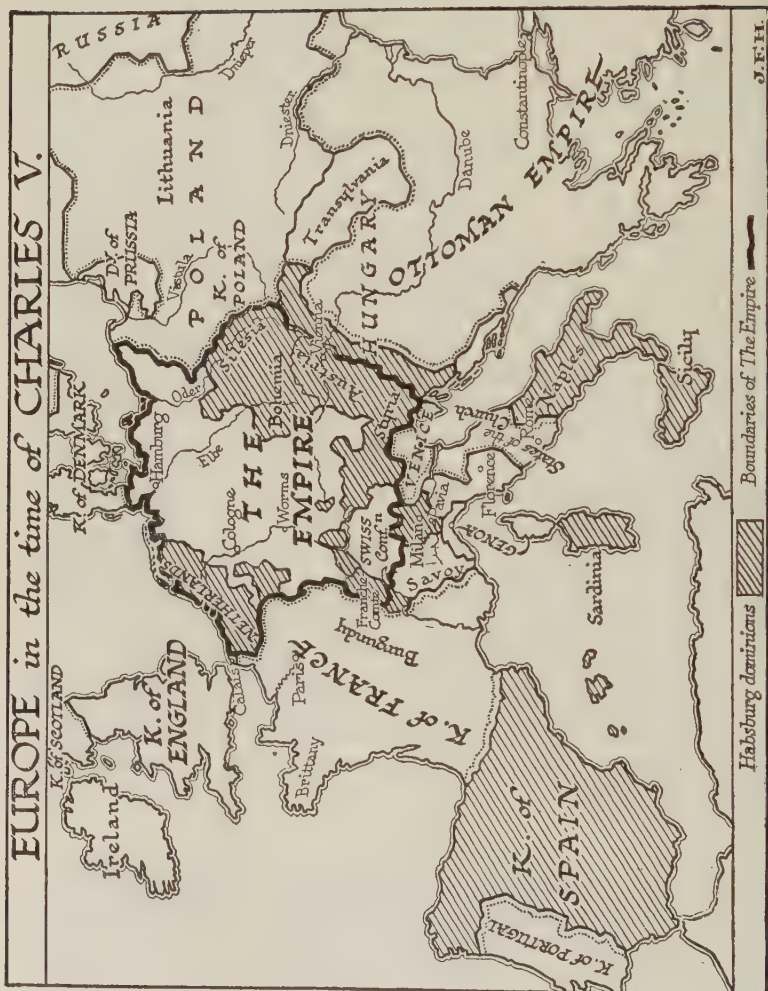 EUROPE in the time of CHARLES V.
RUSSIA
Dnieper
Lithuania
POLAND
K. of
POLAND
Dy. of
PRUSSIA
Vistula
Dniester
Transylvania
HUNGARY
Danube
Constantinople
OTTOMAN EMPIRE
K. of DENMARK
Hamburg
Oder
Elbe
Silesia
Bohemia
Vienna
Austria
THE
EMPIRE
Cologne
Worms
NETHERLANDS
K. of SCOTLAND
Ireland
K. of
ENGLAND
Calais
Paris
Brittany
K. of FRANCE
Burgundy
Franche
Comté
SWISS
Conf'n
Savoy
Milan
Pavia
VENICE
GENOA
Florence
States of the
Church
Rome
Naples
Sicily
Sardinia
K. of
SPAIN
K. of PORTUGAL
Habsburg dominions
Boundaries of The Empire
J.F.H.